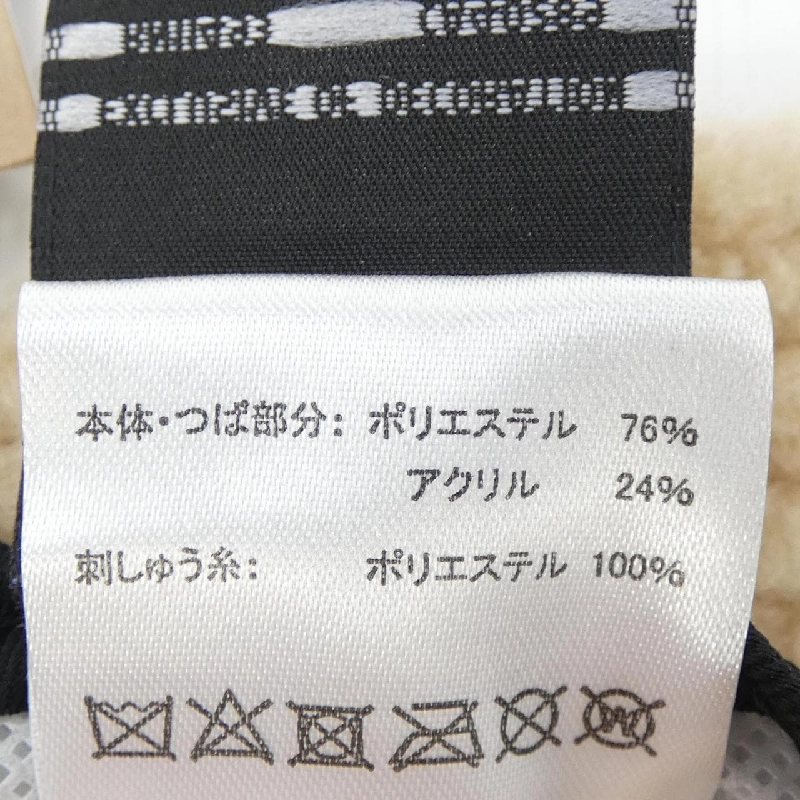 本体・つば部分: ポリエステル 76%
アクリル 24%
刺しゅう糸: ポリエステル 100%